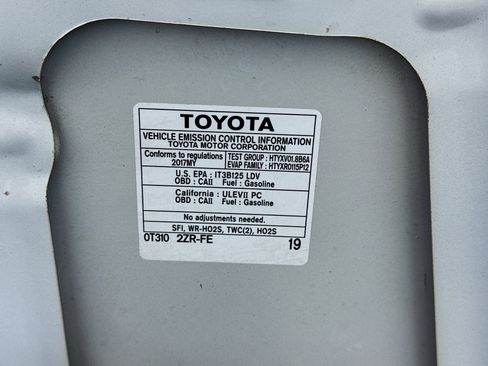 TOYOTA
VEHICLE EMISSION CONTROL INFORMATION
TOYOTA MOTOR CORPORATION
Conforms to regulations
2017MY
TEST GROUP : HTYXV01.8B6A
EVAP FAMILY : HTYXR0115P12
U.S. EPA : IT3B125 LDV
OBD : CAII Fuel : Gasoline
California : ULEVII PC
OBD : CAII Fuel : Gasoline
No adjustments needed.
SFI, WR-HO2S, TWC(2), HO2S
0T310 2ZR-FE 19